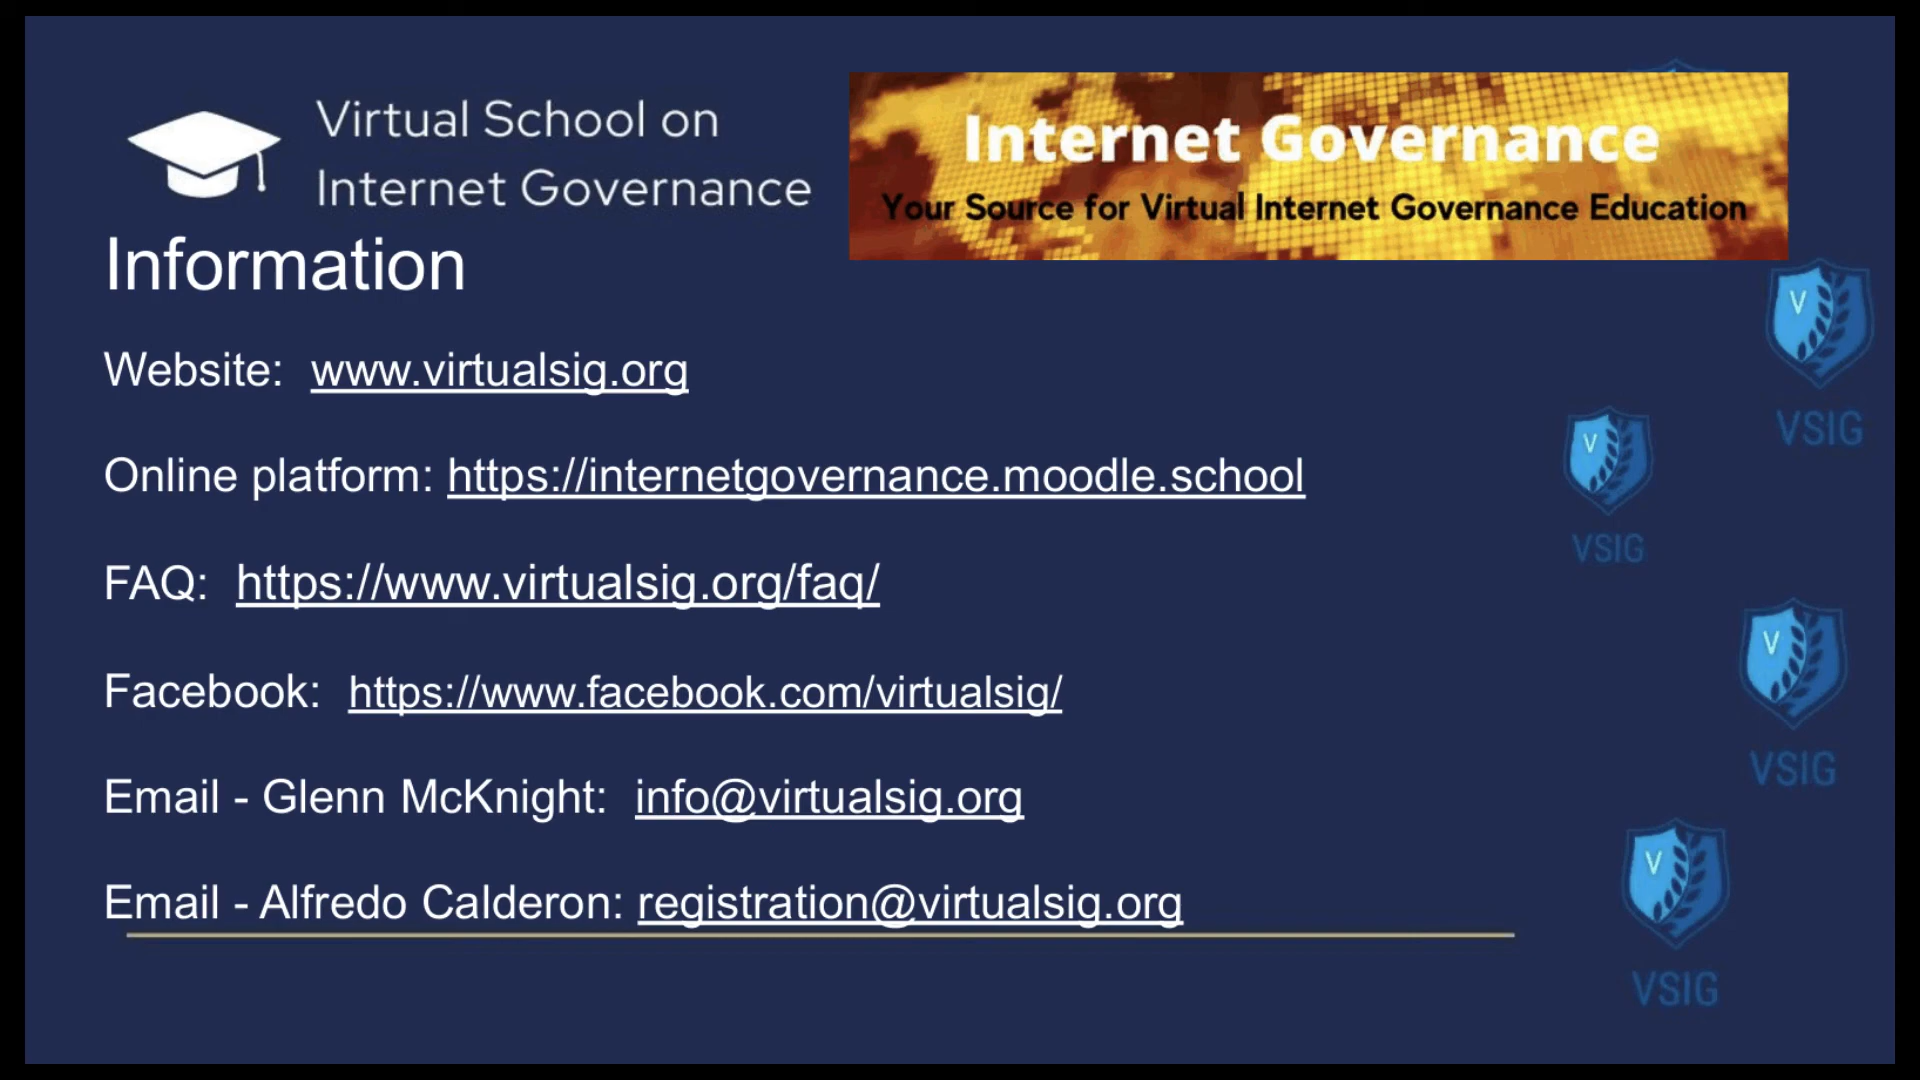 Virtual School on
Internet Governance
Internet Governance
Your Source for Virtual Internet Governance Education
Information
Website: www.virtualsig.org
Online platform: https://internetgovernance.moodle.school
FAQ: https://www.virtualsig.org/faq/
Facebook: https://www.facebook.com/virtualsig/
Email - Glenn McKnight: info@virtualsig.org
Email - Alfredo Calderon: registration@virtualsig.org
V
VSIG
V
VSIG
V
VSIG
V
VSIG